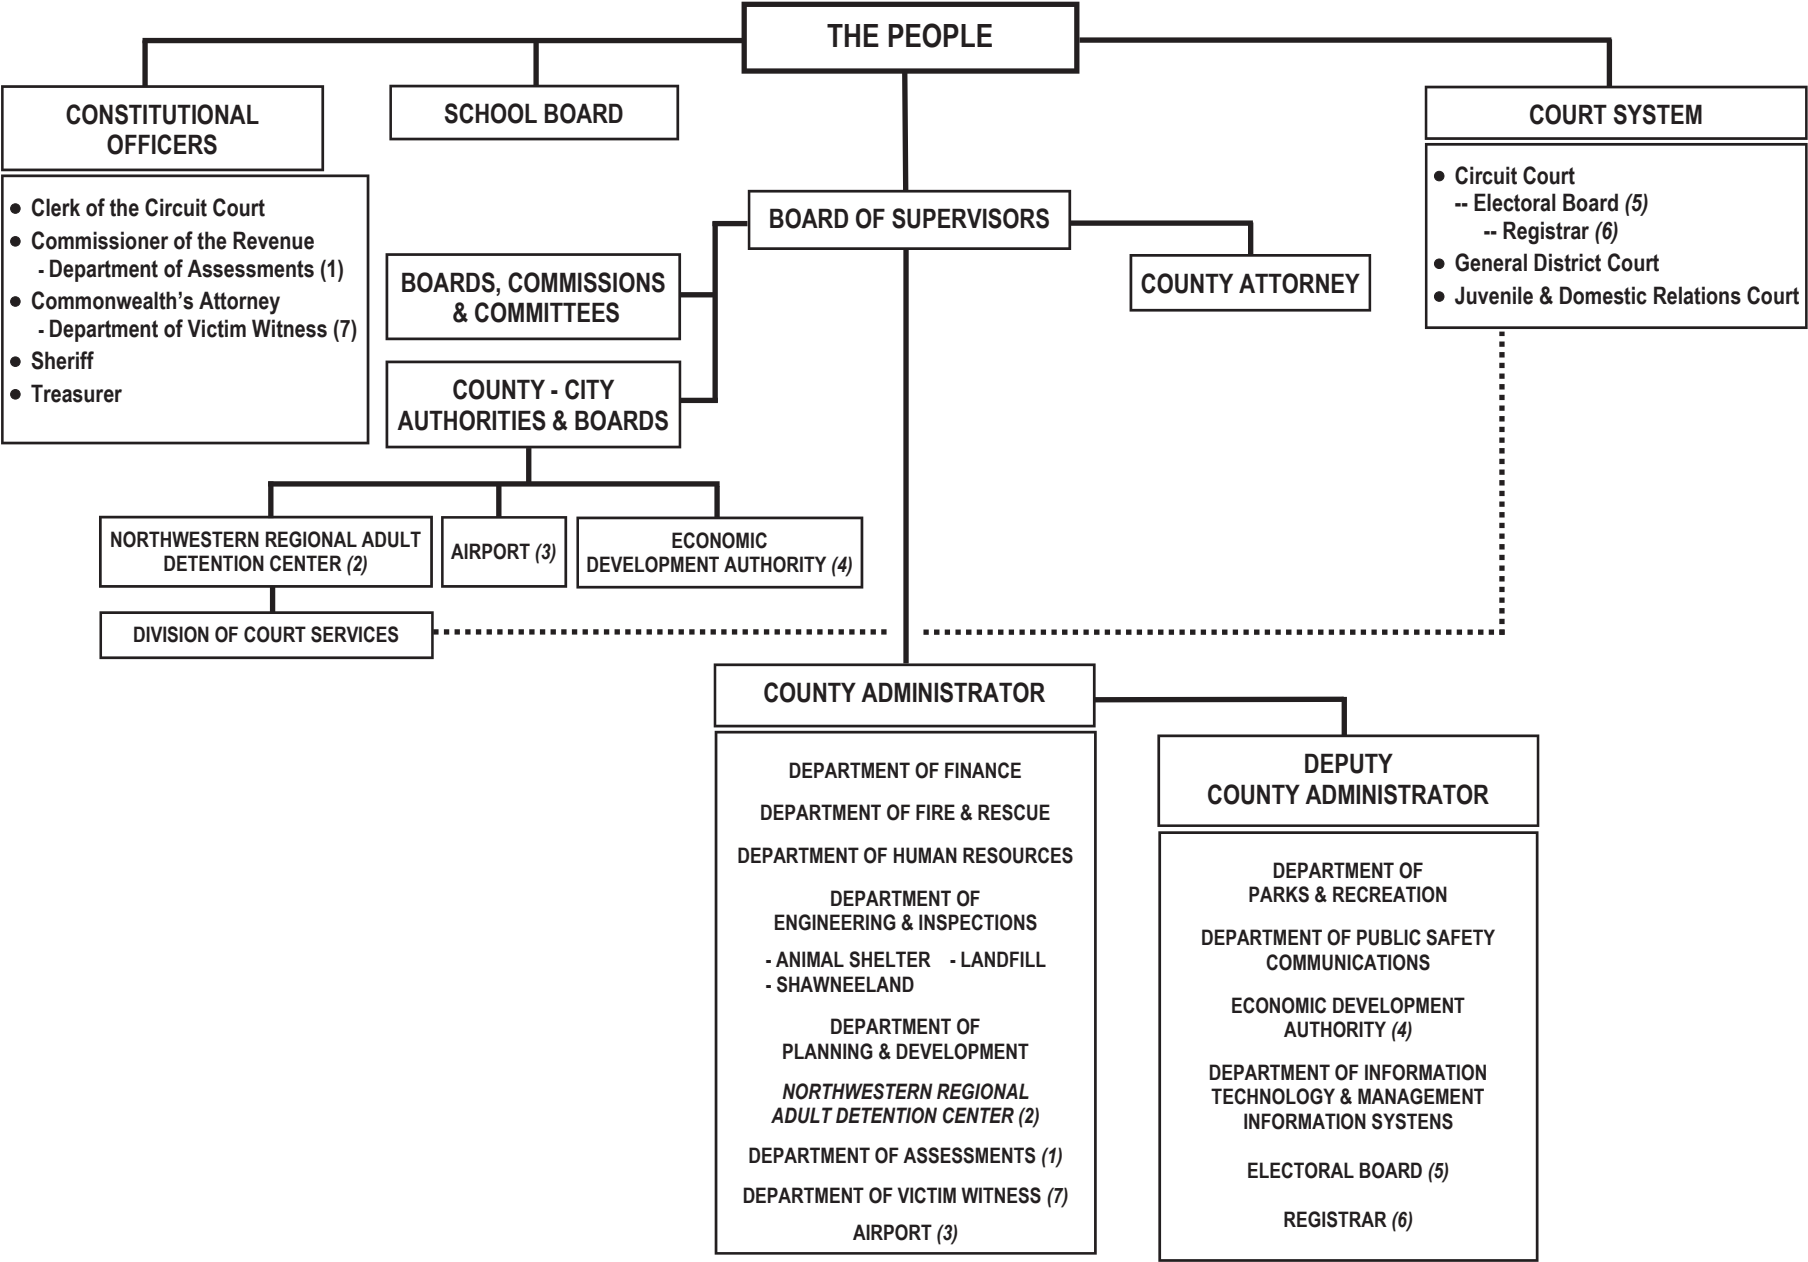 THE PEOPLE
CONSTITUTIONAL
OFFICERS
SCHOOL BOARD
COURT SYSTEM
● Clerk of the Circuit Court
● Commissioner of the Revenue
- Department of Assessments (1)
● Commonwealth’s Attorney
- Department of Victim Witness (7)
● Sheriff
● Treasurer
● Circuit Court
-- Electoral Board (5)
-- Registrar (6)
● General District Court
● Juvenile & Domestic Relations Court
BOARD OF SUPERVISORS
BOARDS, COMMISSIONS
& COMMITTEES
COUNTY ATTORNEY
COUNTY - CITY
AUTHORITIES & BOARDS
NORTHWESTERN REGIONAL ADULT
DETENTION CENTER (2)
AIRPORT (3)
ECONOMIC
DEVELOPMENT AUTHORITY (4)
DIVISION OF COURT SERVICES
COUNTY ADMINISTRATOR
DEPARTMENT OF FINANCE
DEPARTMENT OF FIRE & RESCUE
DEPARTMENT OF HUMAN RESOURCES
DEPARTMENT OF
ENGINEERING & INSPECTIONS
- ANIMAL SHELTER - LANDFILL
- SHAWNEELAND
DEPARTMENT OF
PLANNING & DEVELOPMENT
NORTHWESTERN REGIONAL
ADULT DETENTION CENTER (2)
DEPARTMENT OF ASSESSMENTS (1)
DEPARTMENT OF VICTIM WITNESS (7)
AIRPORT (3)
DEPUTY
COUNTY ADMINISTRATOR
DEPARTMENT OF
PARKS & RECREATION
DEPARTMENT OF PUBLIC SAFETY
COMMUNICATIONS
ECONOMIC DEVELOPMENT
AUTHORITY (4)
DEPARTMENT OF INFORMATION
TECHNOLOGY & MANAGEMENT
INFORMATION SYSTENS
ELECTORAL BOARD (5)
REGISTRAR (6)